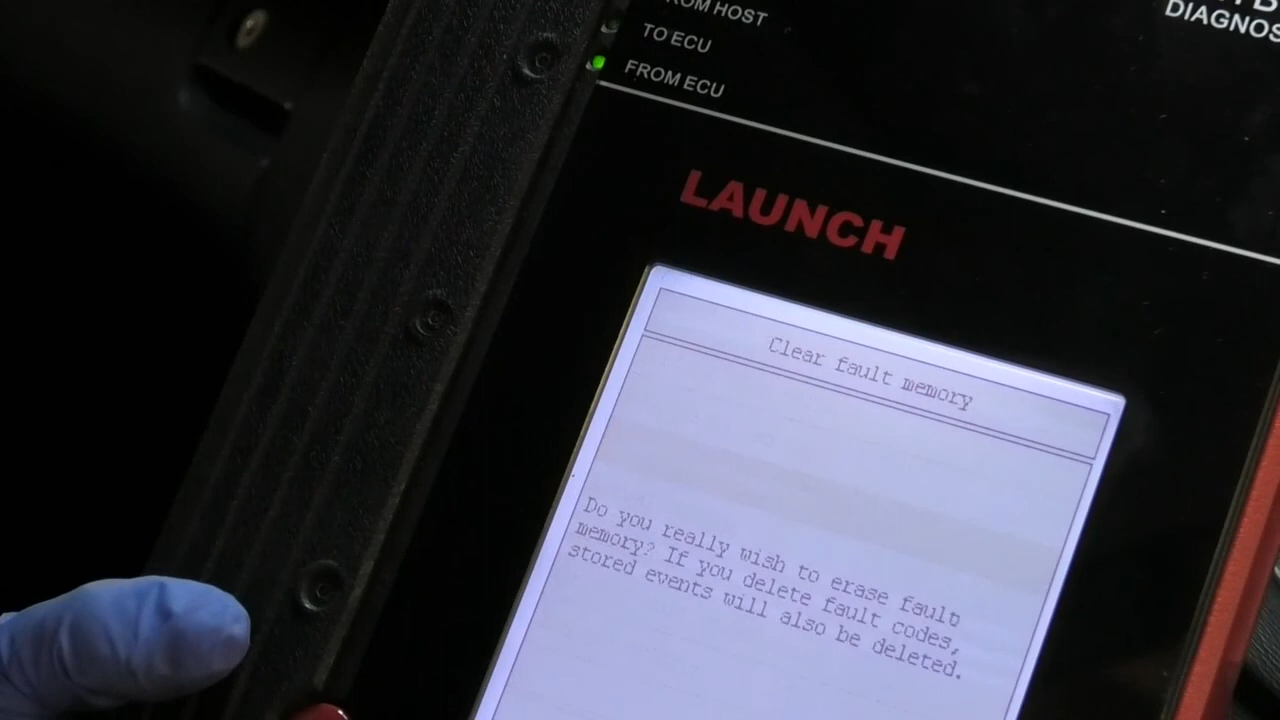 FROM HOST
TO ECU
FROM ECU
DIAGNOS
LAUNCH
Clear fault memory
Do you really wish to erase fault
memory? If you delete fault codes,
stored events will also be deleted.